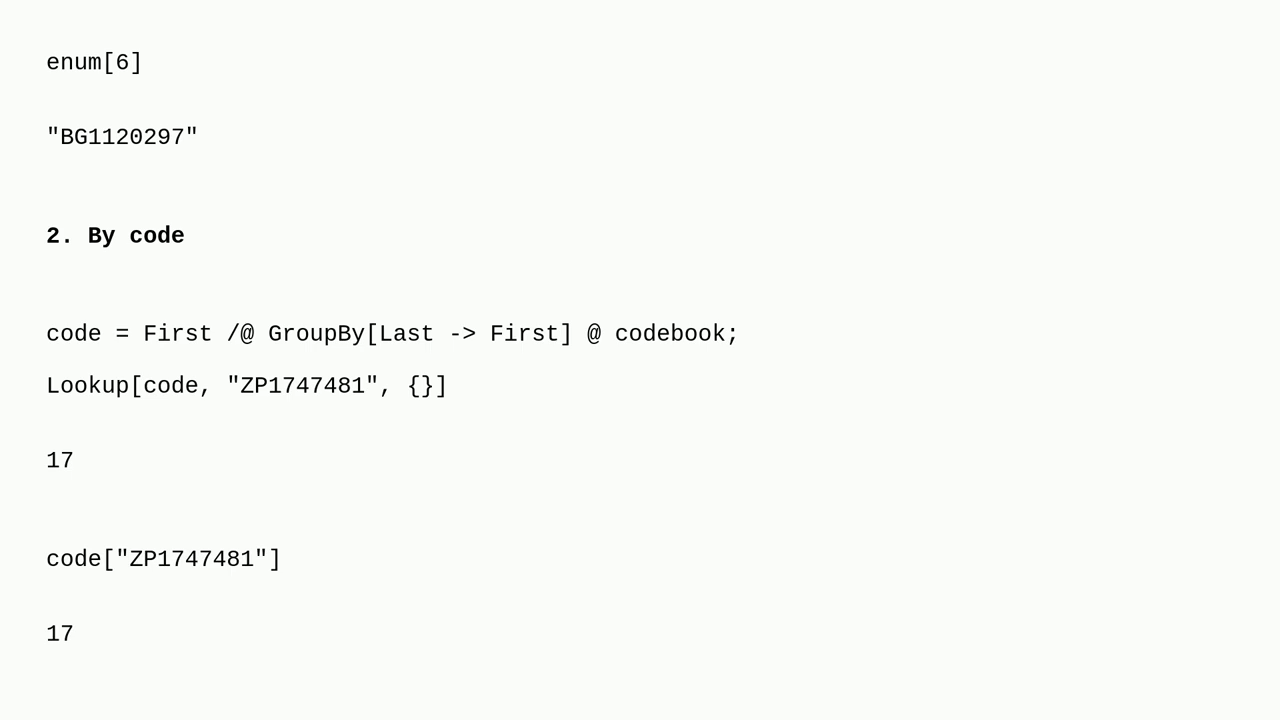 enum[6]
"BG1120297"
2. By code
code = First /@ GroupBy[Last -> First] @ codebook;
Lookup[code, "ZP1747481", {}]
17
code["ZP1747481"]
17